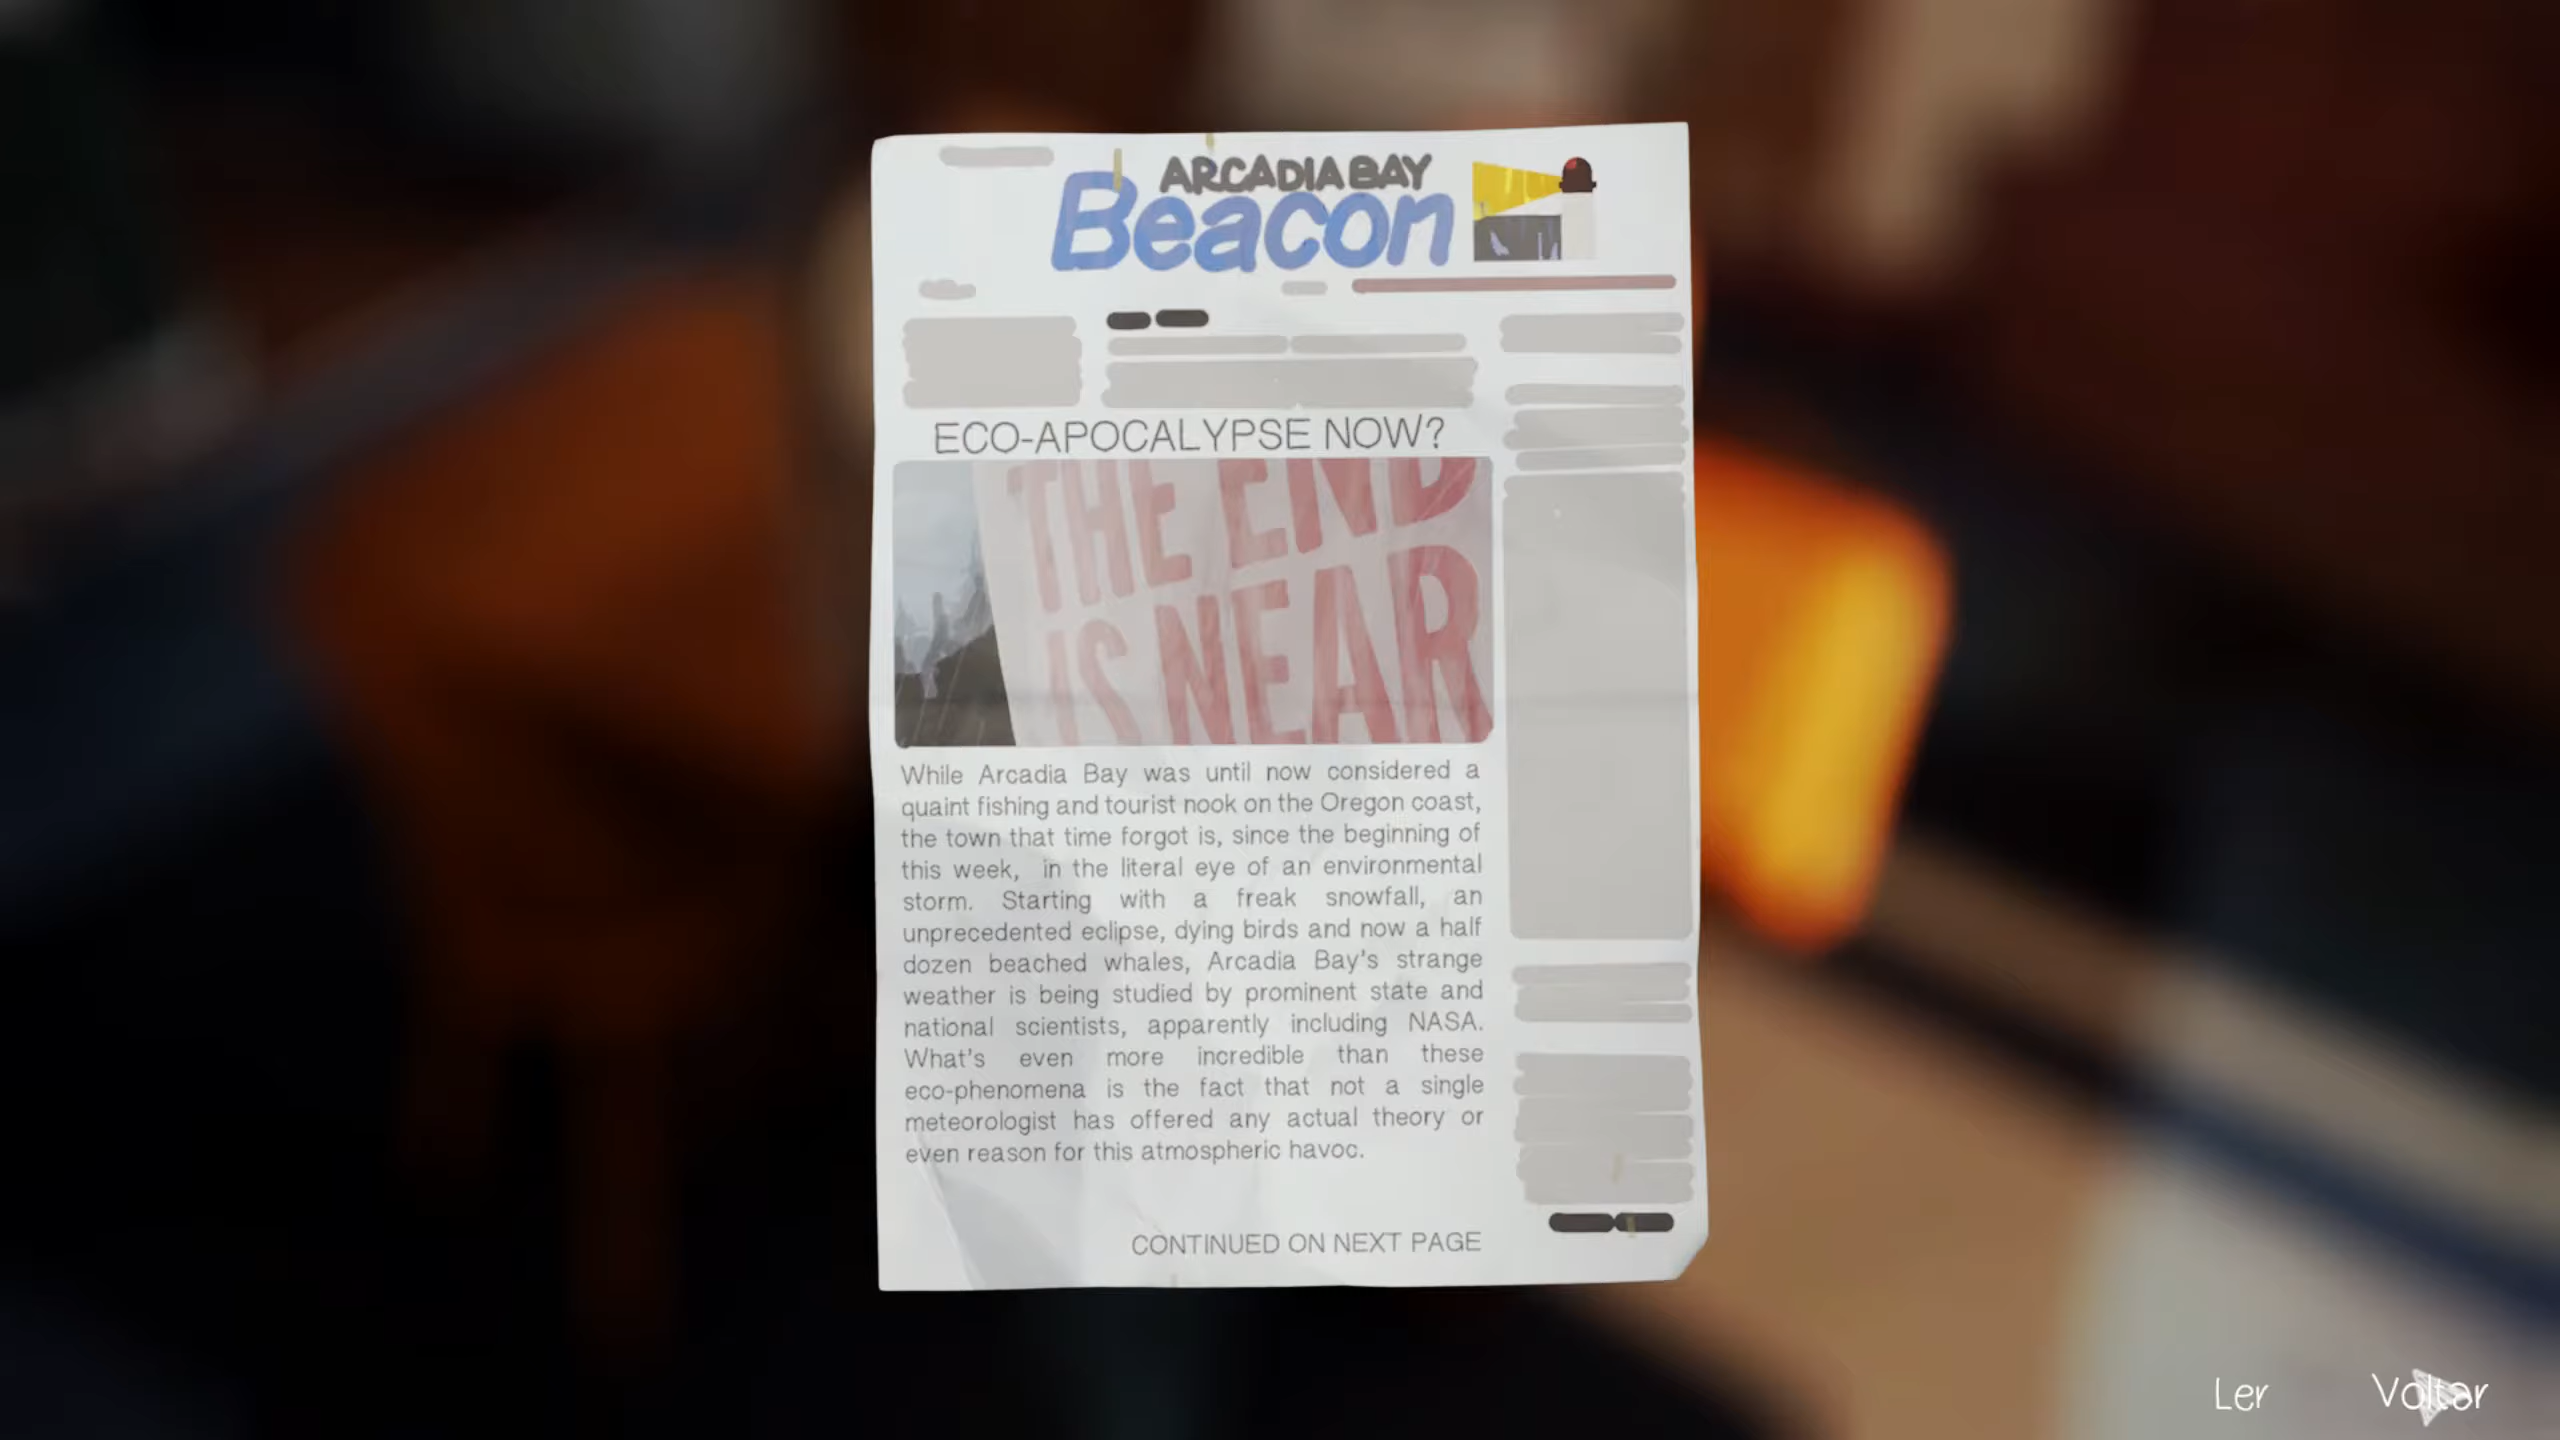 ARCADIA BAY
Beacon
ECO-APOCALYPSE NOW?
THE END
IS NEAR
While Arcadia Bay was until now considered a
quaint fishing and tourist nook on the Oregon coast,
the town that time forgot is, since the beginning of
this week, in the literal eye of an environmental
storm. Starting with a freak snowfall, an
unprecedented eclipse, dying birds and now a half
dozen beached whales, Arcadia Bay's strange
weather is being studied by prominent state and
national scientists, apparently including NASA.
What's even more incredible than these
eco-phenomena is the fact that not a single
meteorologist has offered any actual theory or
even reason for this atmospheric havoc.
CONTINUED ON NEXT PAGE
Ler Voltar